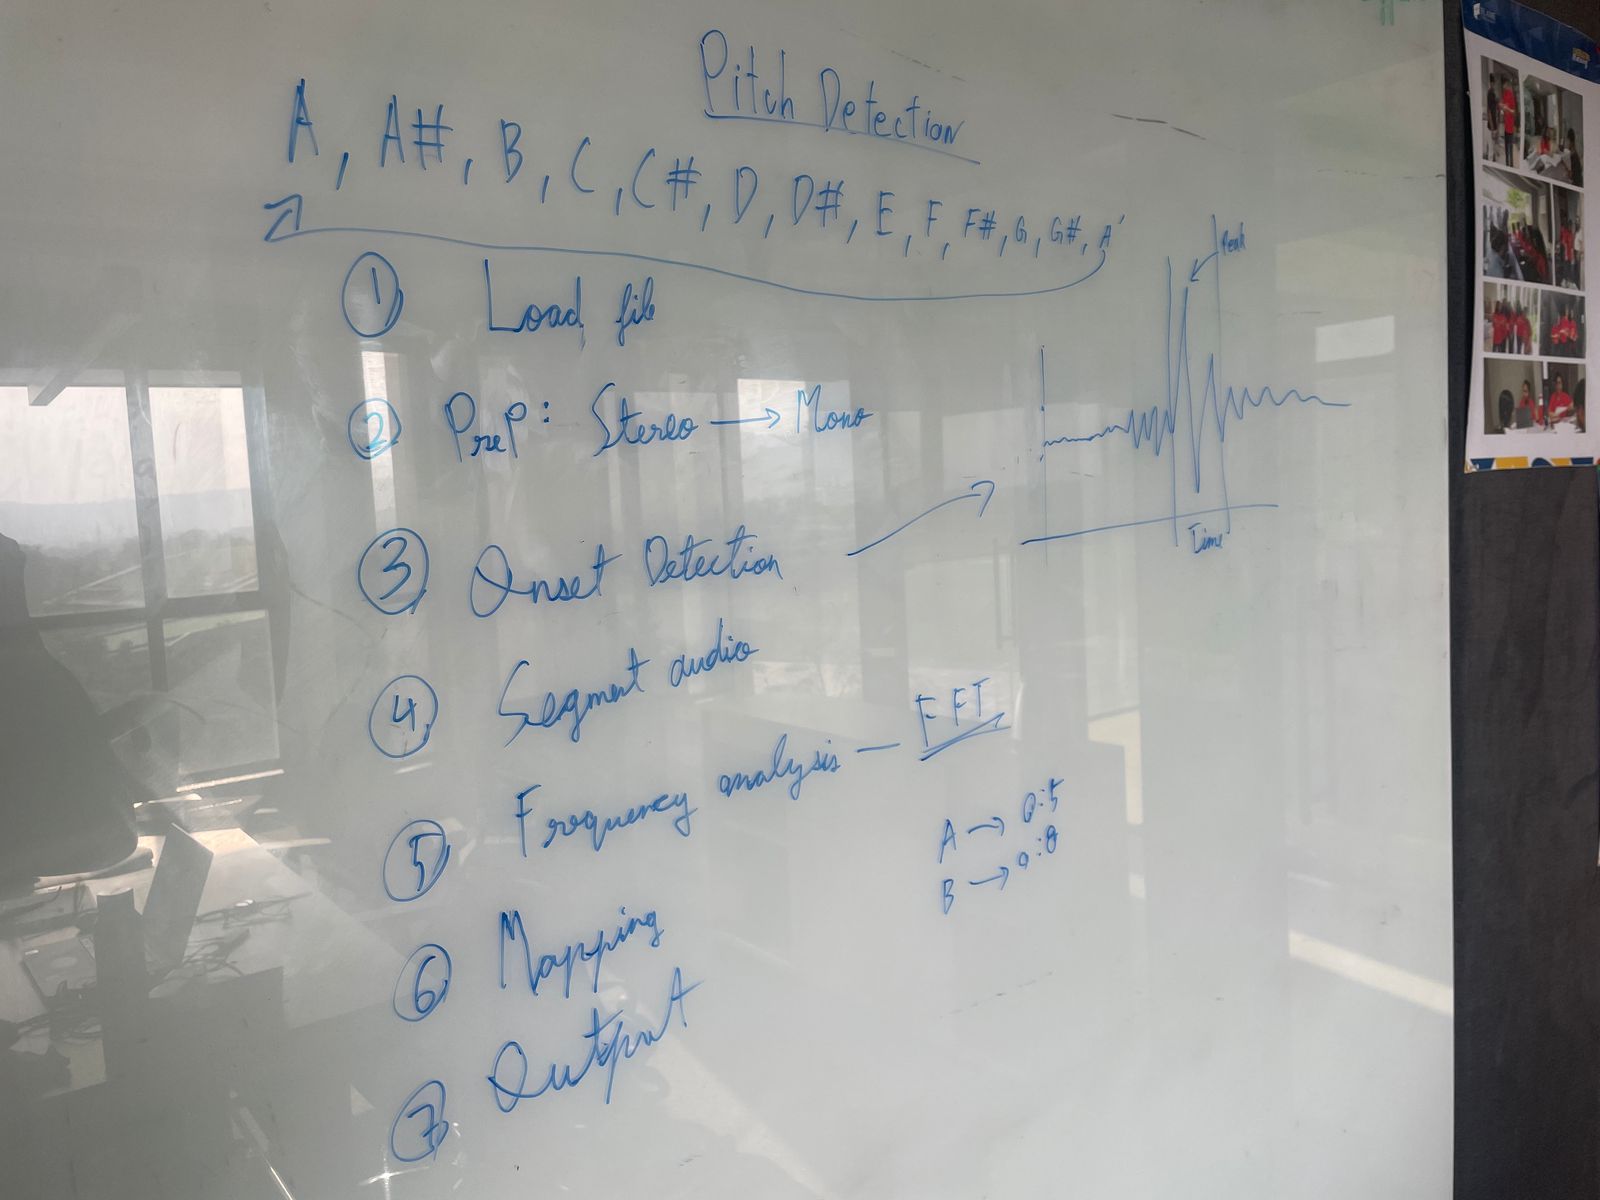 Pitch Detection
A, A#, B, C, C#, D, D#, E, F, F#, G, G#, A'
Peak
① Load file
② Prep: Stereo → Mono
Time
③ Onset Detection
④ Segment audio
⑤ Frequency analysis — FFT
A → 0:5
B → 0:8
⑥ Mapping
⑦ Output